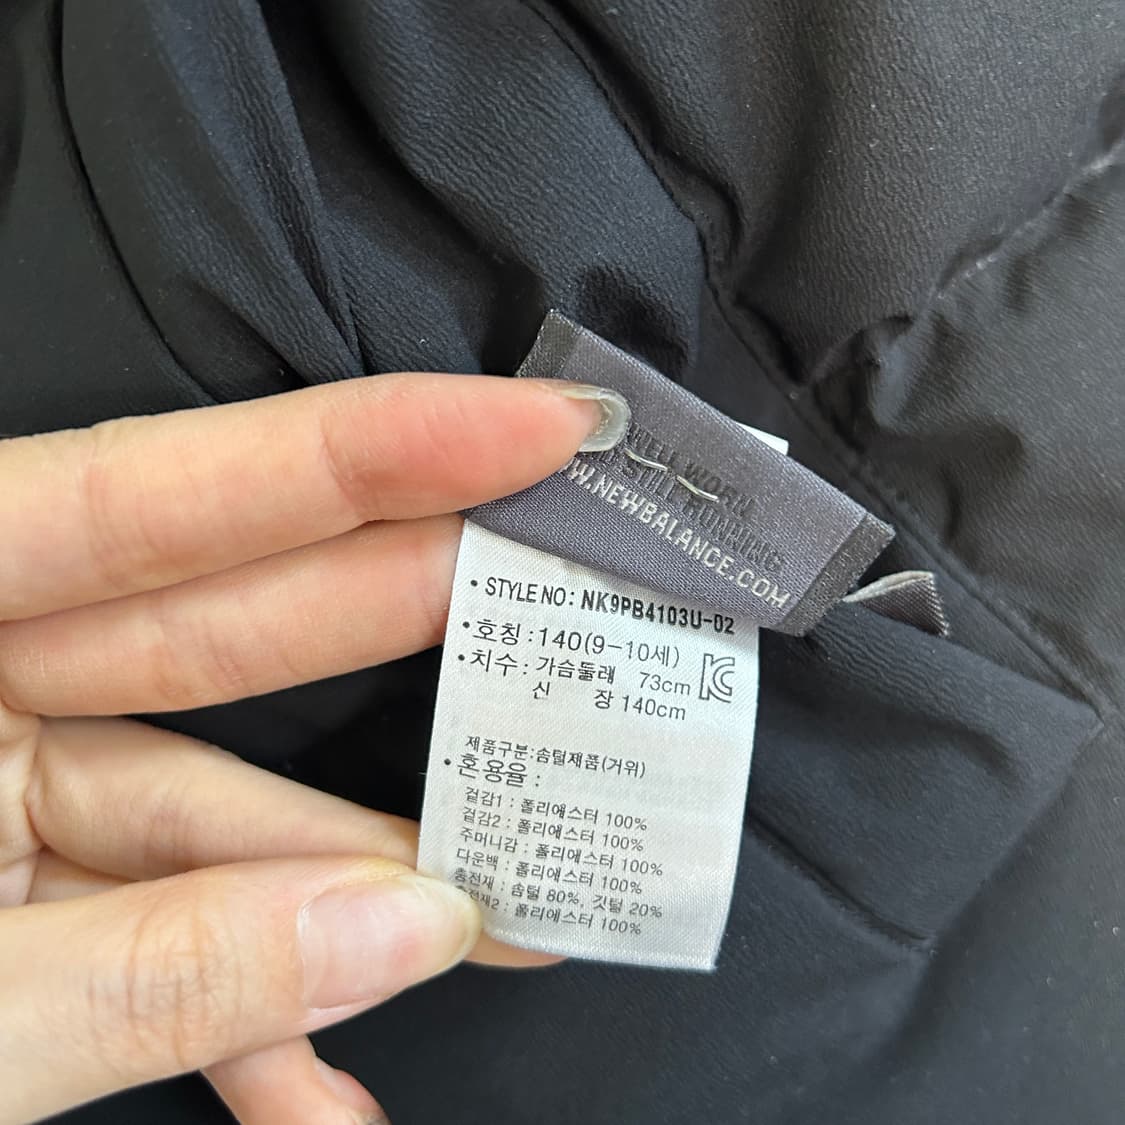 WELL WORN
STILL RUNNING
WWW.NEWBALANCE.COM
• STYLE NO : NK9PB4103U-02
• 호칭 : 140(9-10세)
• 치수 : 가슴둘레 73cm
신 장 140cm
제품구분:솜털제품(거위)
• 혼용율 :
겉감1 : 폴리에스터 100%
겉감2 : 폴리에스터 100%
주머니감 : 폴리에스터 100%
다운백 : 폴리에스터 100%
충전재 : 솜털 80%, 깃털 20%
충전재2 : 폴리에스터 100%